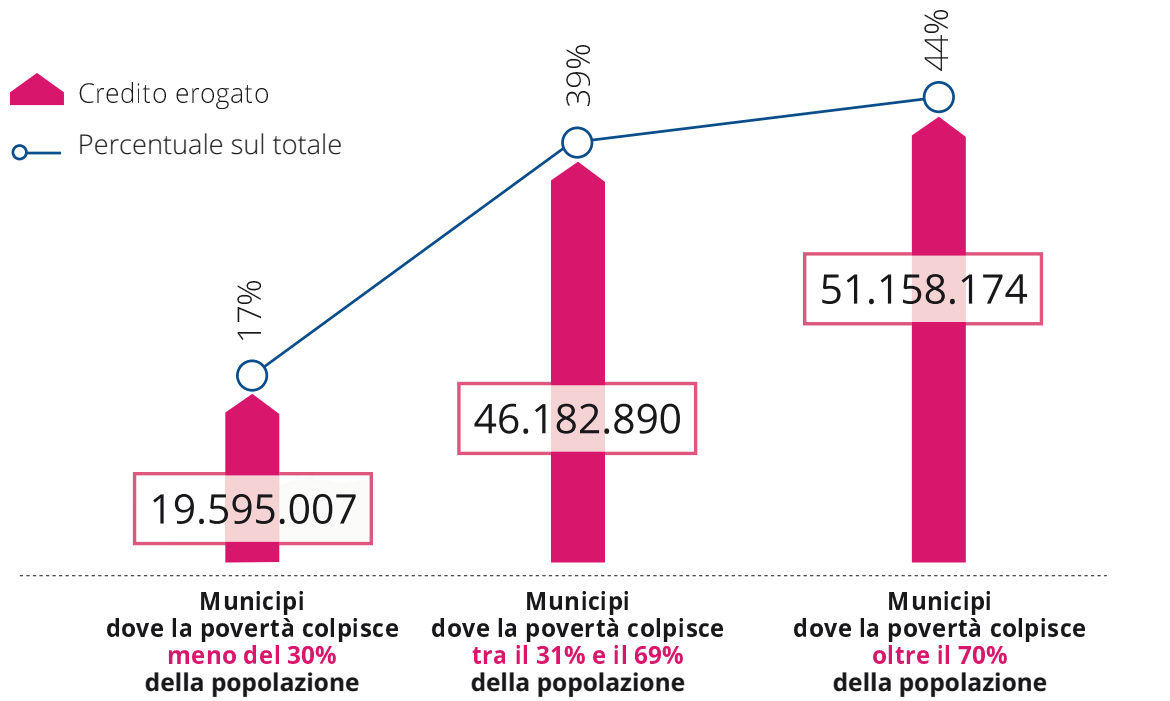 Credito erogato
Percentuale sul totale
17%
39%
44%
19.595.007
46.182.890
51.158.174
Municipi
dove la povertà colpisce
meno del 30%
della popolazione
Municipi
dove la povertà colpisce
tra il 31% e il 69%
della popolazione
Municipi
dove la povertà colpisce
oltre il 70%
della popolazione